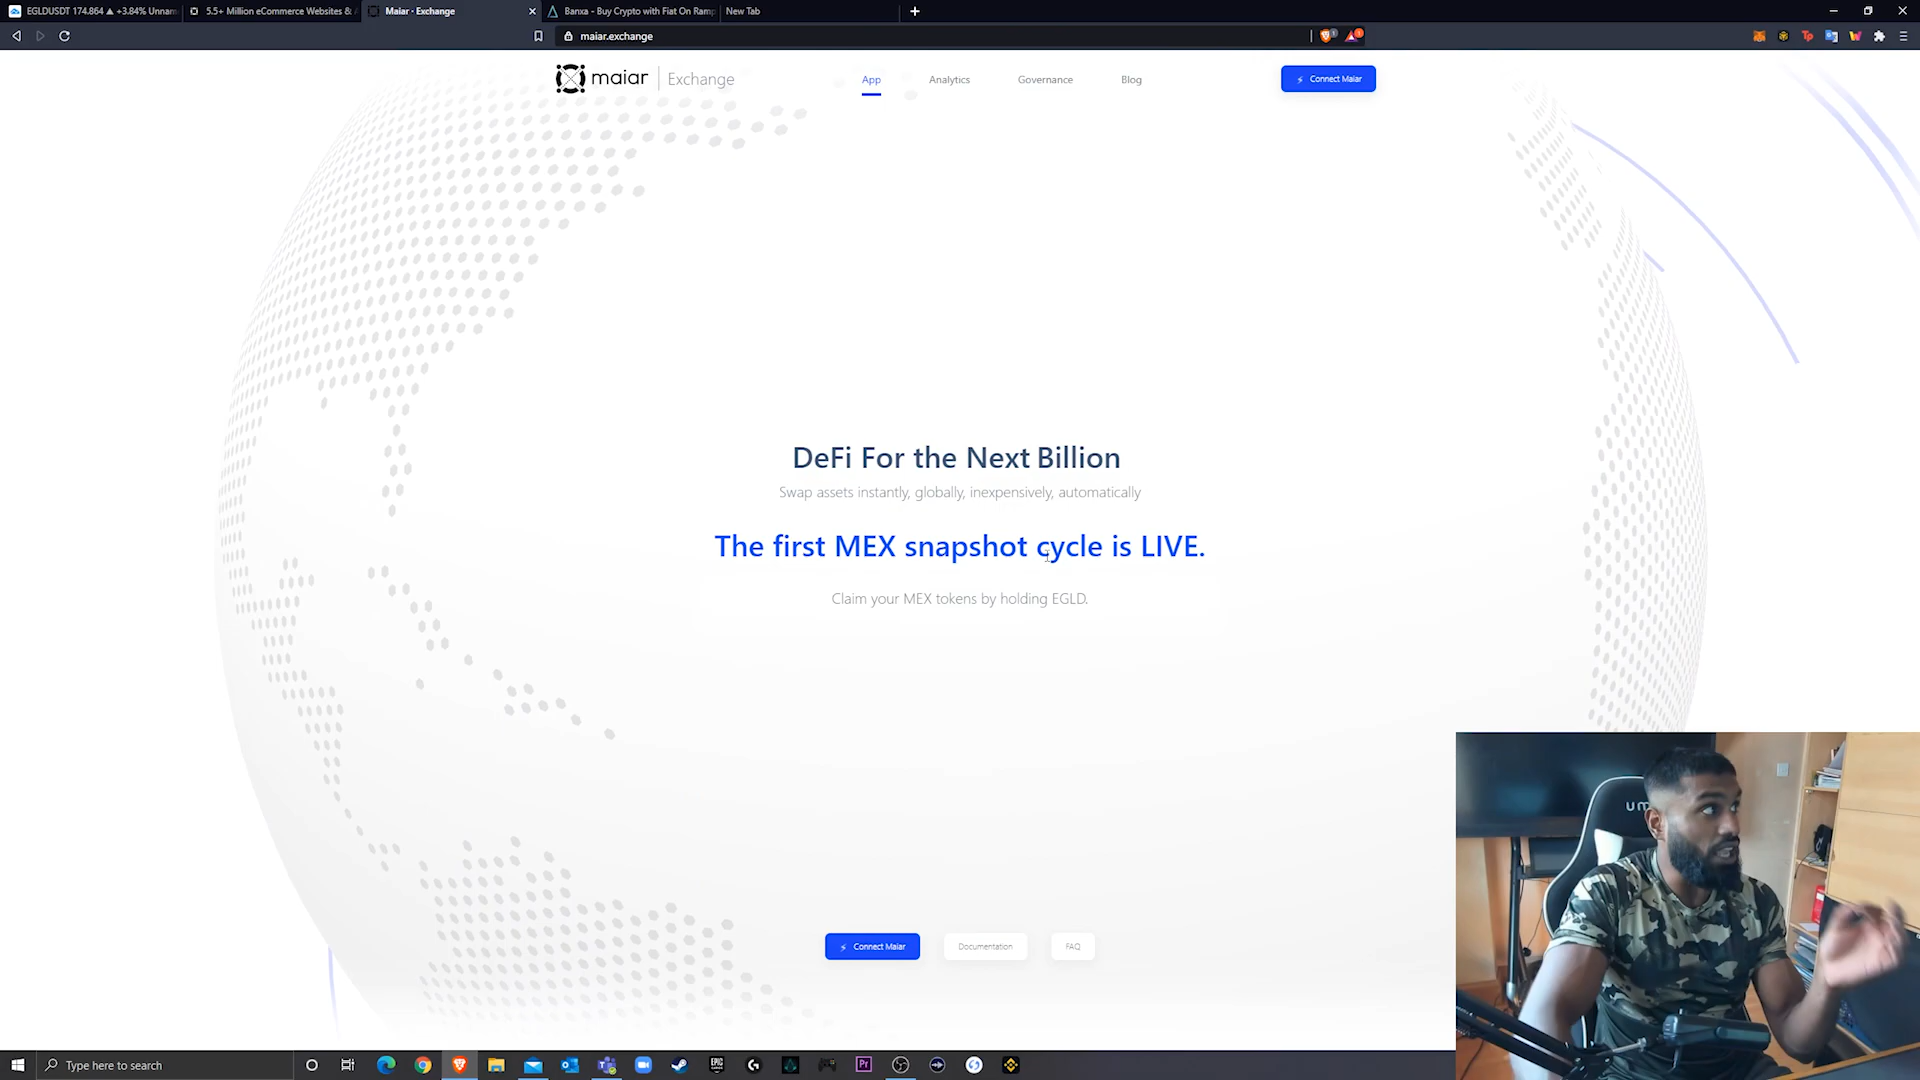 EGLDUSDT 174.864 ▲ +3.84% Unnam
5.5+ Million eCommerce Websites &
Maiar · Exchange
Banxa - Buy Crypto with Fiat On Ramp
New Tab
maiar.exchange
maiar | Exchange
App
Analytics
Governance
Blog
Connect Maiar
DeFi For the Next Billion
Swap assets instantly, globally, inexpensively, automatically
The first MEX snapshot cycle is LIVE.
Claim your MEX tokens by holding EGLD.
Connect Maiar
Documentation
FAQ
um
Type here to search
EPIC
Pr